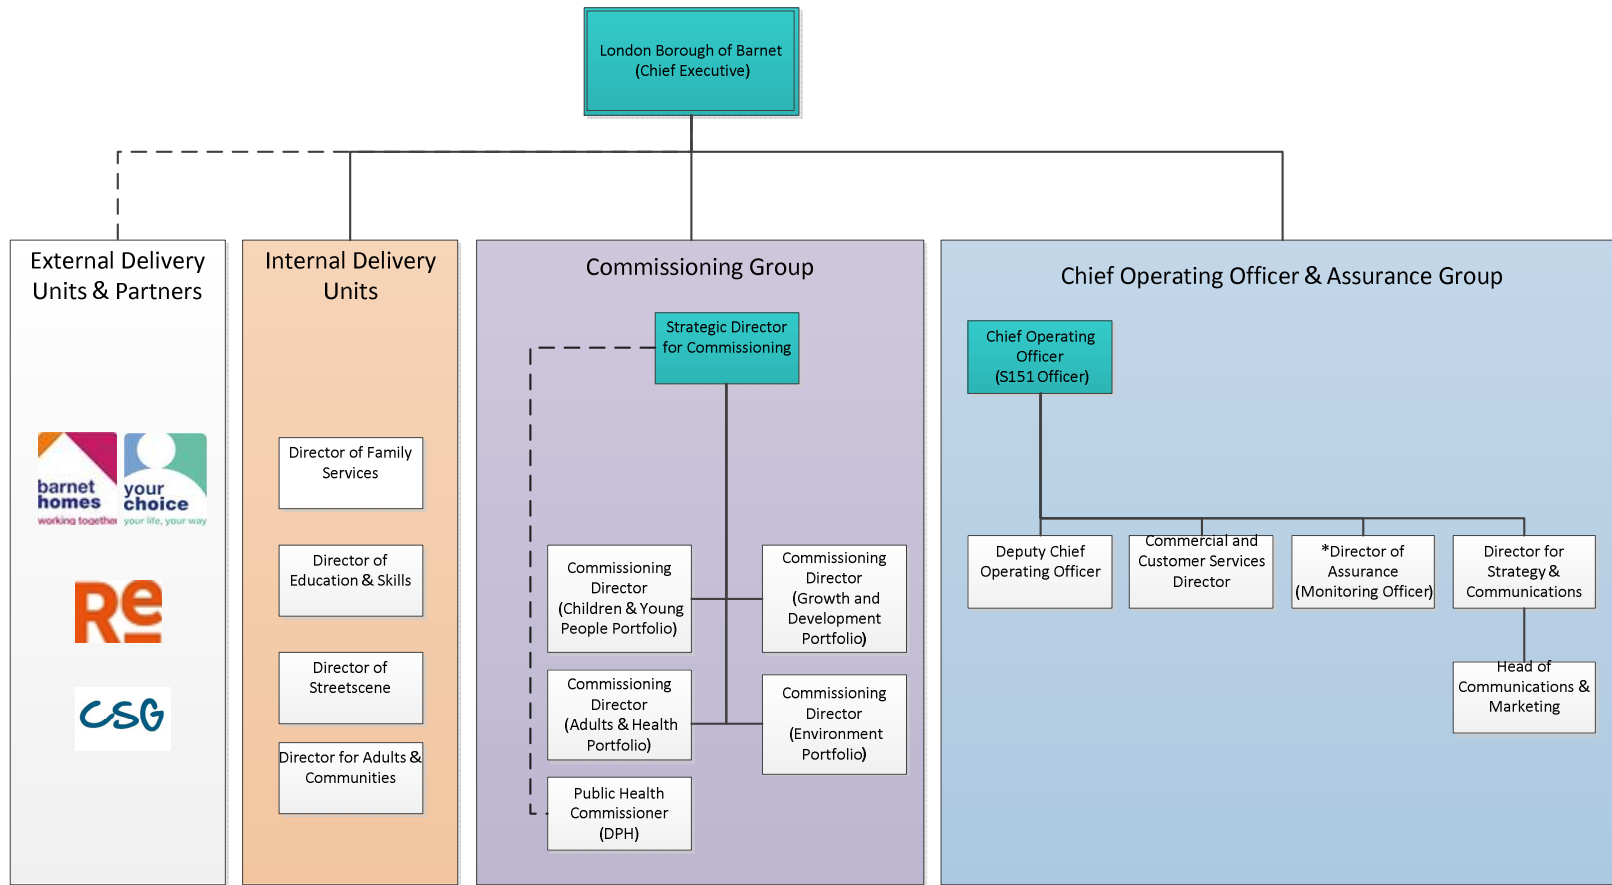 London Borough of Barnet
(Chief Executive)
External Delivery
Units & Partners
barnet
homes
working together
your
choice
your life, your way
Re
CSG
Internal Delivery
Units
Director of Family
Services
Director of
Education & Skills
Director of
Streetscene
Director for Adults &
Communities
Commissioning Group
Strategic Director
for Commissioning
Commissioning
Director
(Children & Young
People Portfolio)
Commissioning
Director
(Growth and
Development
Portfolio)
Commissioning
Director
(Adults & Health
Portfolio)
Commissioning
Director
(Environment
Portfolio)
Public Health
Commissioner
(DPH)
Chief Operating Officer & Assurance Group
Chief Operating
Officer
(S151 Officer)
Deputy Chief
Operating Officer
Commercial and
Customer Services
Director
*Director of
Assurance
(Monitoring Officer)
Director for
Strategy &
Communications
Head of
Communications &
Marketing